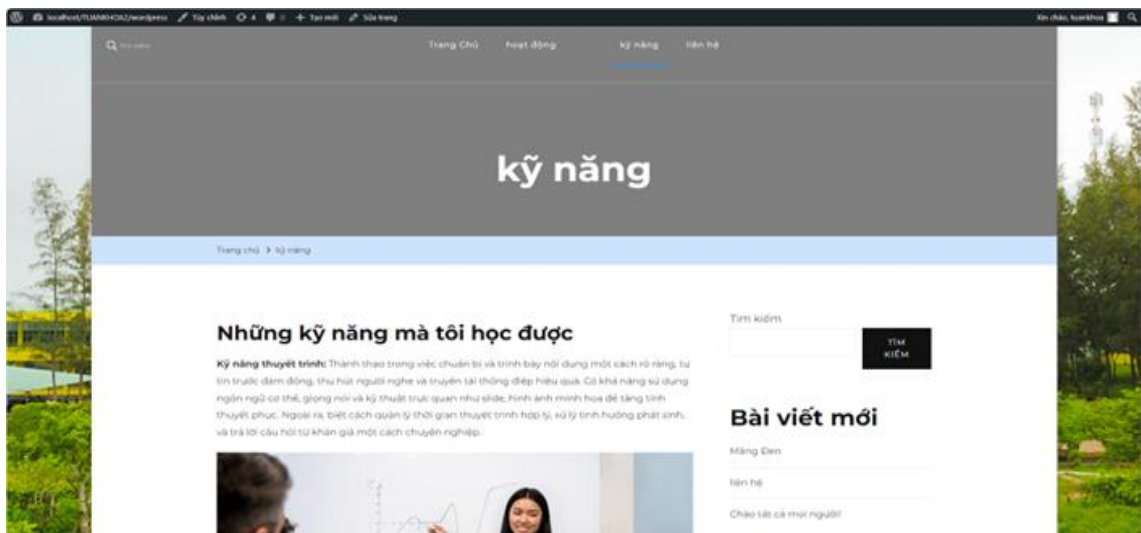 localhost/TUANKHOA2/wordpress Tùy chỉnh 4 Tạo mới Sửa trang Xin chào, tuankhoa
Trang Chủ hoạt động kỹ năng liên hệ
kỹ năng
Trang chủ > kỹ năng
Những kỹ năng mà tôi học được
Kỹ năng thuyết trình: Thành thạo trong việc chuẩn bị và trình bày nội dung một cách rõ ràng, tự
tin trước đám đông, thu hút người nghe và truyền tải thông điệp hiệu quả. Có khả năng sử dụng
ngôn ngữ cơ thể, giọng nói và kỹ thuật trực quan như slide, hình ảnh minh họa để tăng tính
thuyết phục. Ngoài ra, biết cách quản lý thời gian thuyết trình hợp lý, xử lý tình huống phát sinh,
và trả lời câu hỏi từ khán giả một cách chuyên nghiệp.
Tìm kiếm
TÌM
KIẾM
Bài viết mới
Măng Đen
liên hệ
Chào tất cả mọi người!